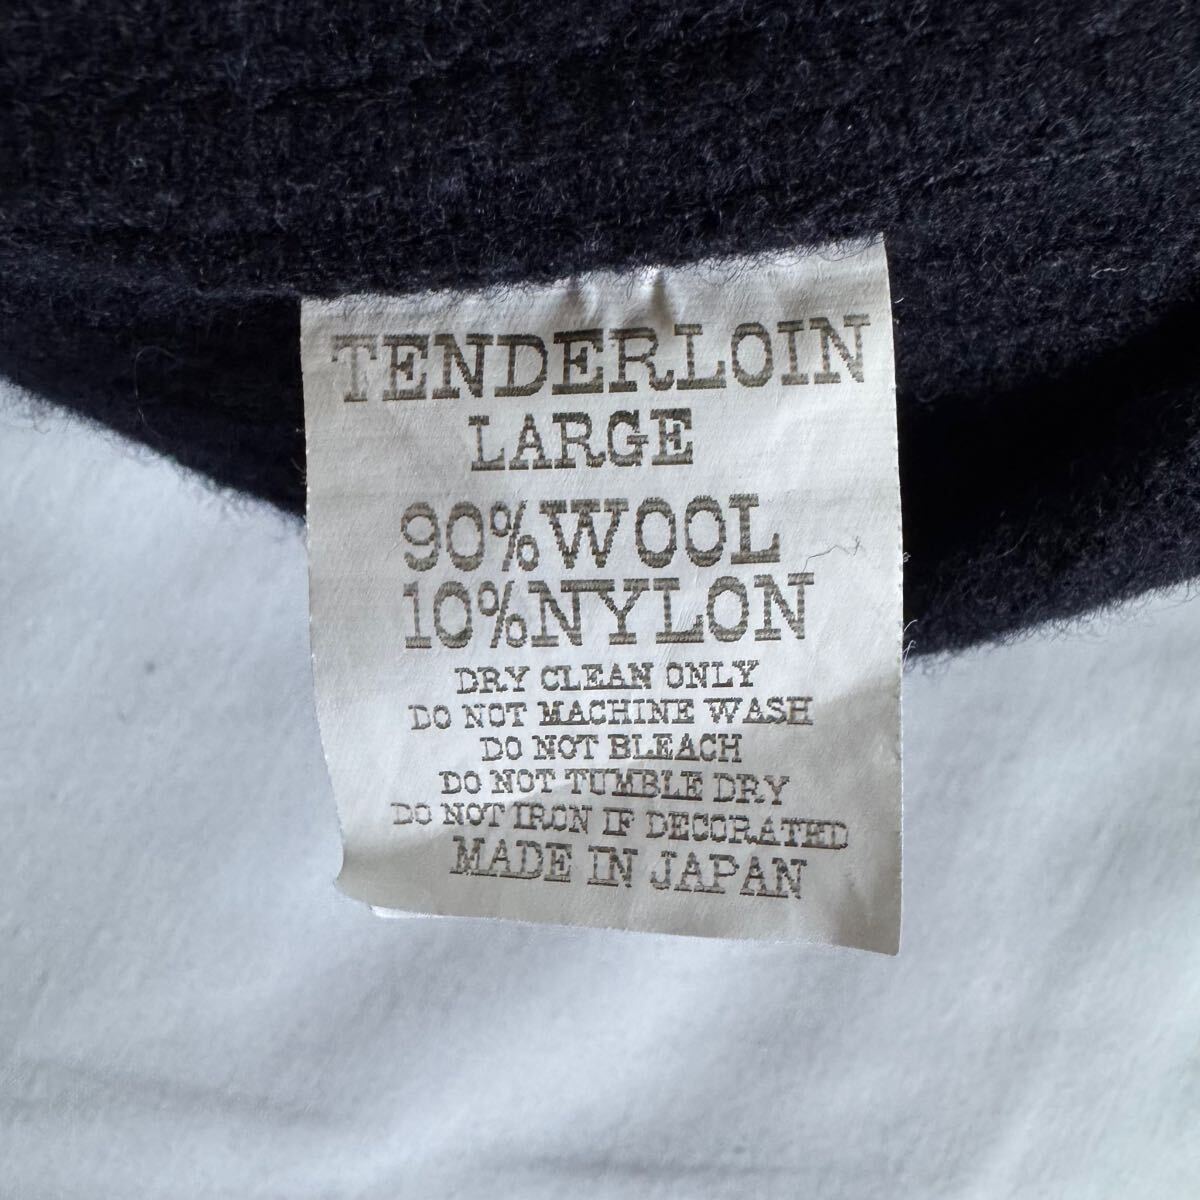 TENDERLOIN
LARGE
90%WOOL
10%NYLON
DRY CLEAN ONLY
DO NOT MACHINE WASH
DO NOT BLEACH
DO NOT TUMBLE DRY
DO NOT IRON IF DECORATED
MADE IN JAPAN